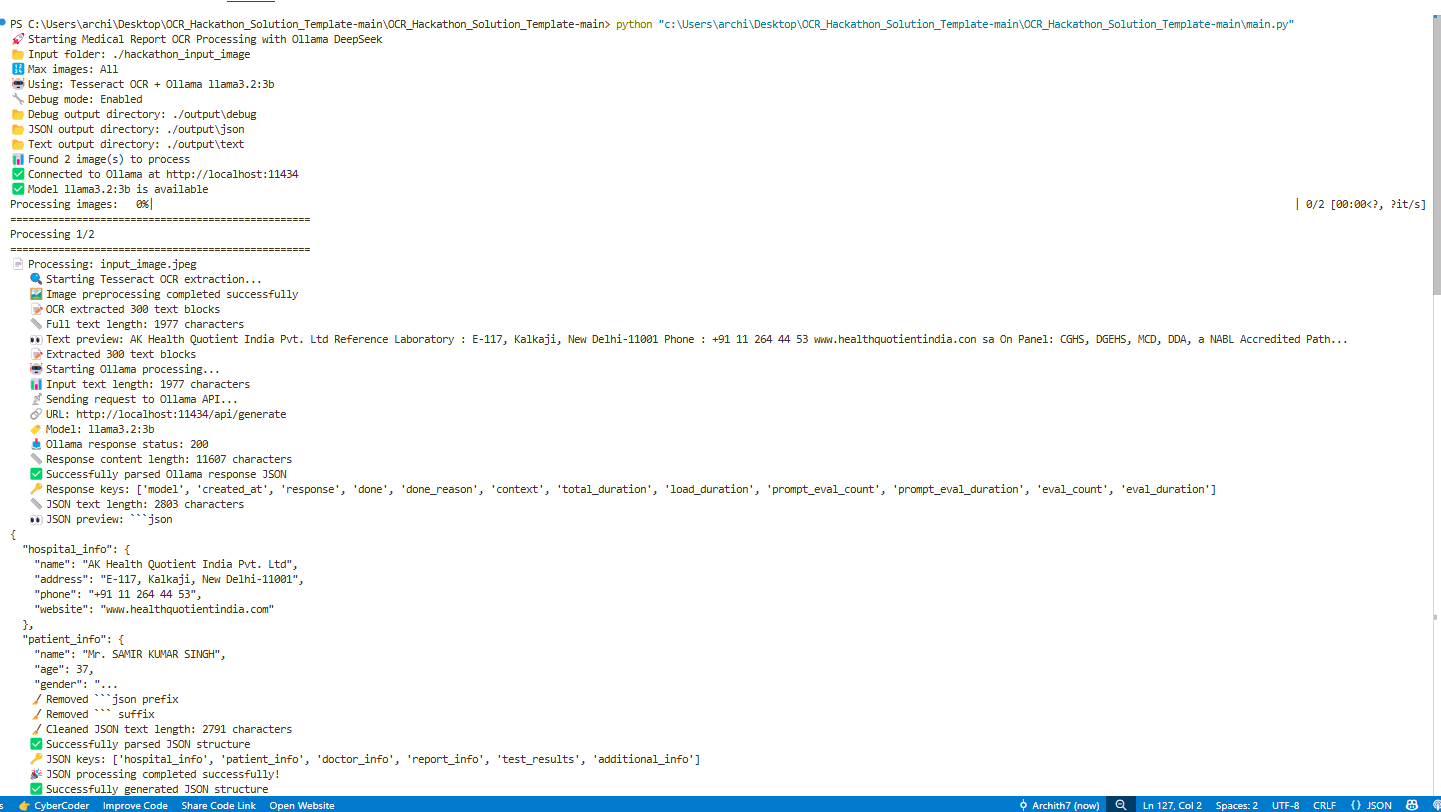 PS C:\Users\archi\Desktop\OCR_Hackathon_Solution_Template-main\OCR_Hackathon_Solution_Template-main> python "c:\Users\archi\Desktop\OCR_Hackathon_Solution_Template-main\OCR_Hackathon_Solution_Template-main\main.py"
🚀 Starting Medical Report OCR Processing with Ollama DeepSeek
📁 Input folder: ./hackathon_input_image
🔢 Max images: All
🤖 Using: Tesseract OCR + Ollama llama3.2:3b
🔧 Debug mode: Enabled
📁 Debug output directory: ./output\debug
📁 JSON output directory: ./output\json
📁 Text output directory: ./output\text
📊 Found 2 image(s) to process
✅ Connected to Ollama at http://localhost:11434
✅ Model llama3.2:3b is available
Processing images:   0%| | 0/2 [00:00<?, ?it/s]
==================================================
Processing 1/2
==================================================
📄 Processing: input_image.jpeg
🔍 Starting Tesseract OCR extraction...
🖼️ Image preprocessing completed successfully
📝 OCR extracted 300 text blocks
📏 Full text length: 1977 characters
👀 Text preview: AK Health Quotient India Pvt. Ltd Reference Laboratory : E-117, Kalkaji, New Delhi-11001 Phone : +91 11 264 44 53 www.healthquotientindia.con sa On Panel: CGHS, DGEHS, MCD, DDA, a NABL Accredited Path...
📝 Extracted 300 text blocks
🤖 Starting Ollama processing...
📊 Input text length: 1977 characters
📡 Sending request to Ollama API...
🔗 URL: http://localhost:11434/api/generate
🏷️ Model: llama3.2:3b
📥 Ollama response status: 200
📏 Response content length: 11607 characters
✅ Successfully parsed Ollama response JSON
🔑 Response keys: ['model', 'created_at', 'response', 'done', 'done_reason', 'context', 'total_duration', 'load_duration', 'prompt_eval_count', 'prompt_eval_duration', 'eval_count', 'eval_duration']
📏 JSON text length: 2803 characters
👀 JSON preview: ```json
{
  "hospital_info": {
    "name": "AK Health Quotient India Pvt. Ltd",
    "address": "E-117, Kalkaji, New Delhi-11001",
    "phone": "+91 11 264 44 53",
    "website": "www.healthquotientindia.com"
  },
  "patient_info": {
    "name": "Mr. SAMIR KUMAR SINGH",
    "age": 37,
    "gender": "...
🧹 Removed ```json prefix
🧹 Removed ``` suffix
🧹 Cleaned JSON text length: 2791 characters
✅ Successfully parsed JSON structure
🔑 JSON keys: ['hospital_info', 'patient_info', 'doctor_info', 'report_info', 'test_results', 'additional_info']
🎉 JSON processing completed successfully!
✅ Successfully generated JSON structure
s 👉 CyberCoder Improve Code Share Code Link Open Website Archith7 (now) Ln 127, Col 2 Spaces: 2 UTF-8 CRLF {} JSON